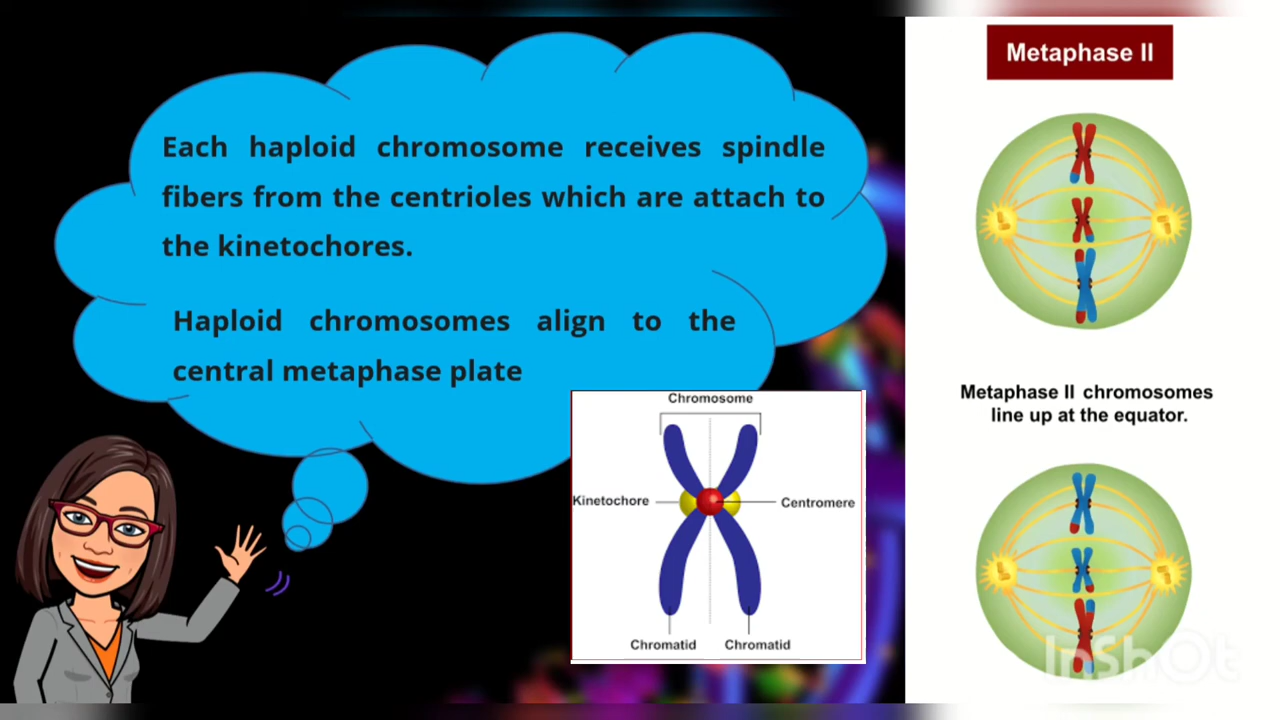 Metaphase II
Each haploid chromosome receives spindle
fibers from the centrioles which are attach to
the kinetochores.
Haploid chromosomes align to the
central metaphase plate
Chromosome
Kinetochore
Centromere
Chromatid
Chromatid
Metaphase II chromosomes
line up at the equator.
InShOt